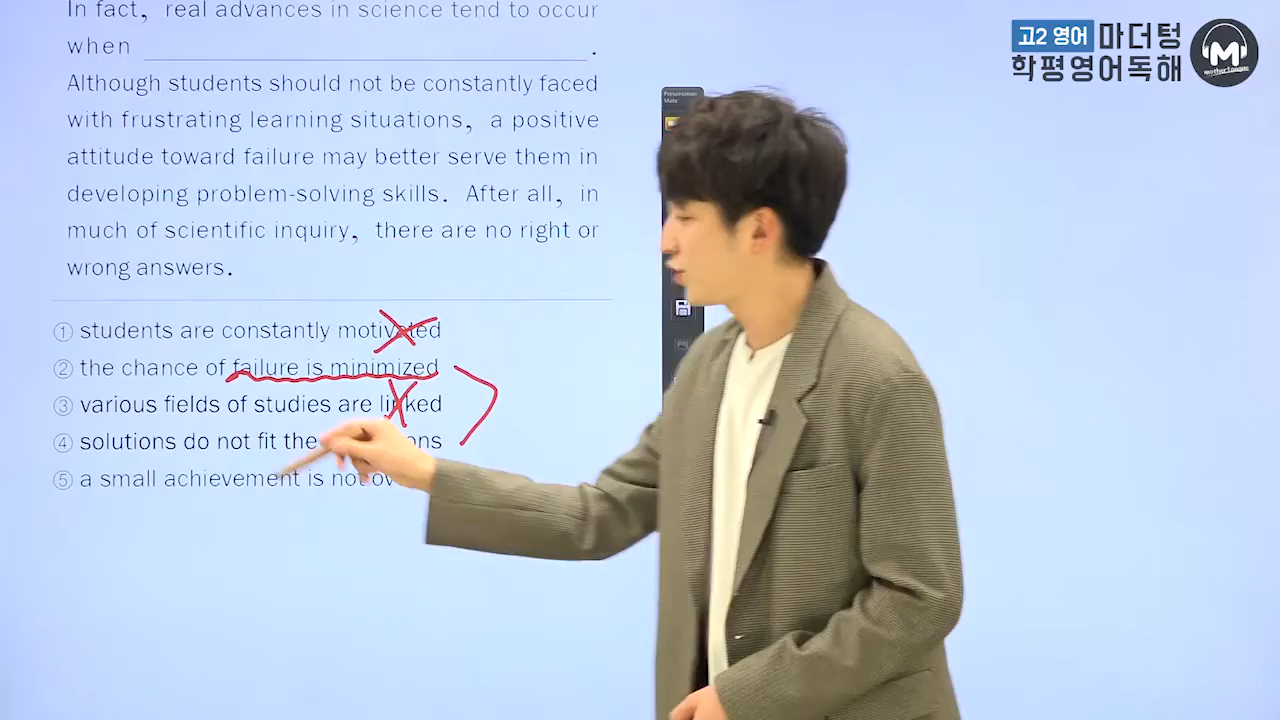 In fact, real advances in science tend to occur
when .
Although students should not be constantly faced
with frustrating learning situations, a positive
attitude toward failure may better serve them in
developing problem-solving skills. After all, in
much of scientific inquiry, there are no right or
wrong answers.
① students are constantly motivated
② the chance of failure is minimized
③ various fields of studies are linked
④ solutions do not fit the
⑤ a small achievement is not
고2 영어 마더텅
학평영어독해
M
mother tongue
Presentation
Mate